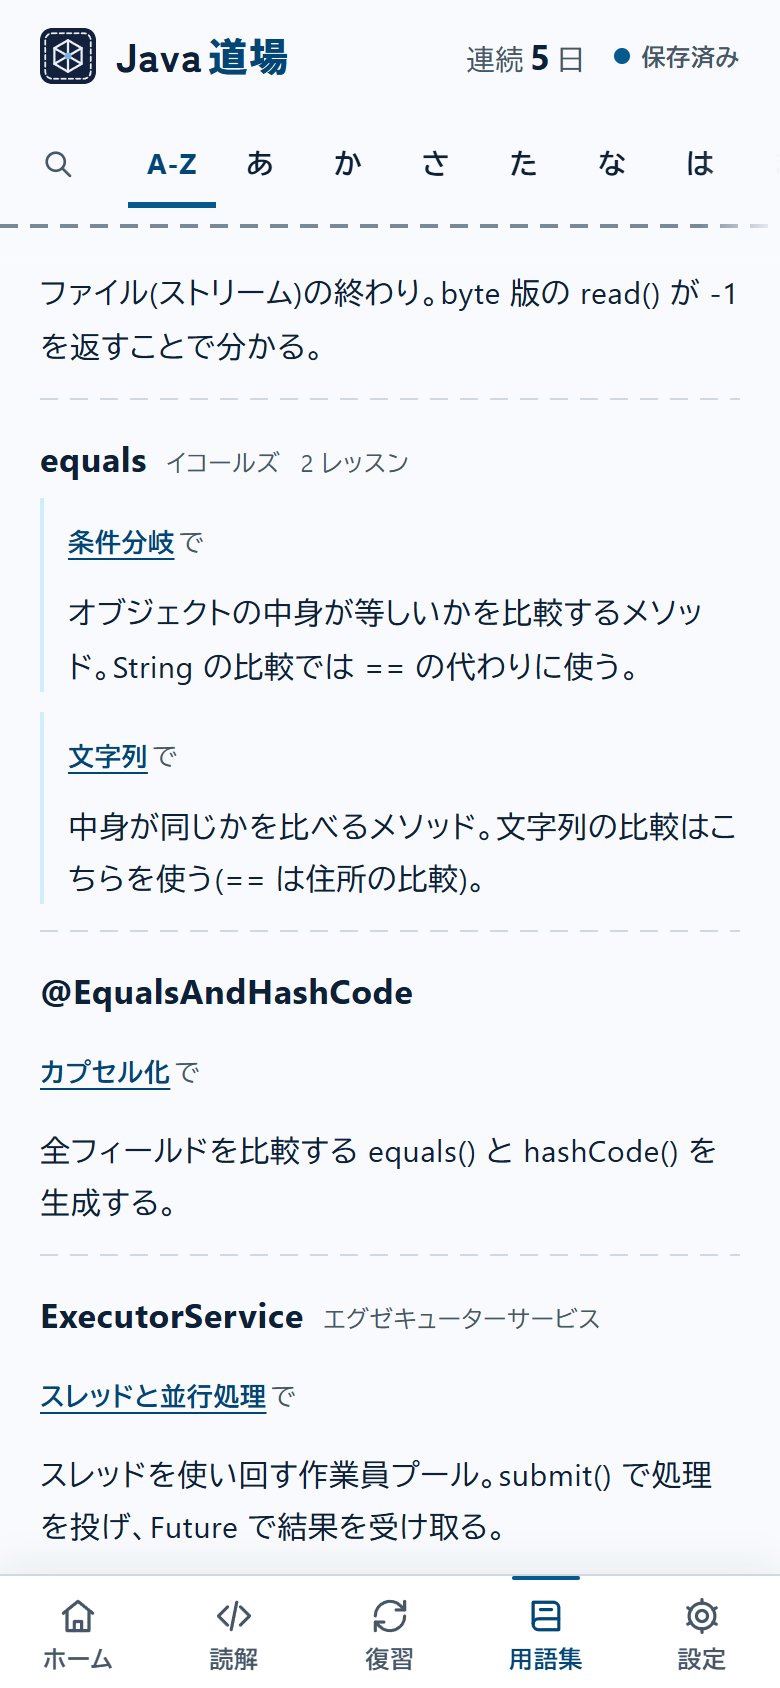 Java 道場
連続 5 日 保存済み
A-Z あ か さ た な は
ファイル(ストリーム)の終わり。byte 版の read() が -1
を返すことで分かる。
equals イコールズ 2 レッスン
条件分岐 で
オブジェクトの中身が等しいかを比較するメソッ
ド。String の比較では == の代わりに使う。
文字列 で
中身が同じかを比べるメソッド。文字列の比較はこ
ちらを使う(== は住所の比較)。
@EqualsAndHashCode
カプセル化 で
全フィールドを比較する equals() と hashCode() を
生成する。
ExecutorService エグゼキューターサービス
スレッドと並行処理 で
スレッドを使い回す作業員プール。submit() で処理
を投げ、Future で結果を受け取る。
ホーム 読解 復習 用語集 設定